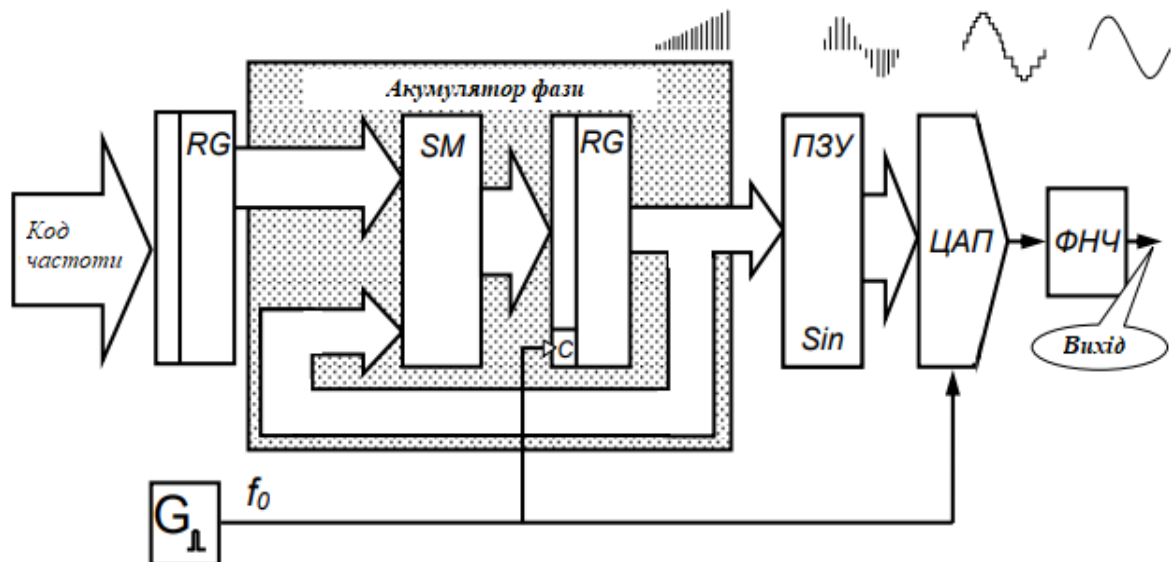 Акумулятор фази
RG
SM
RG
ПЗУ
Код
частоти
ЦАП
ФНЧ
C
Sin
Вихід
f₀
G